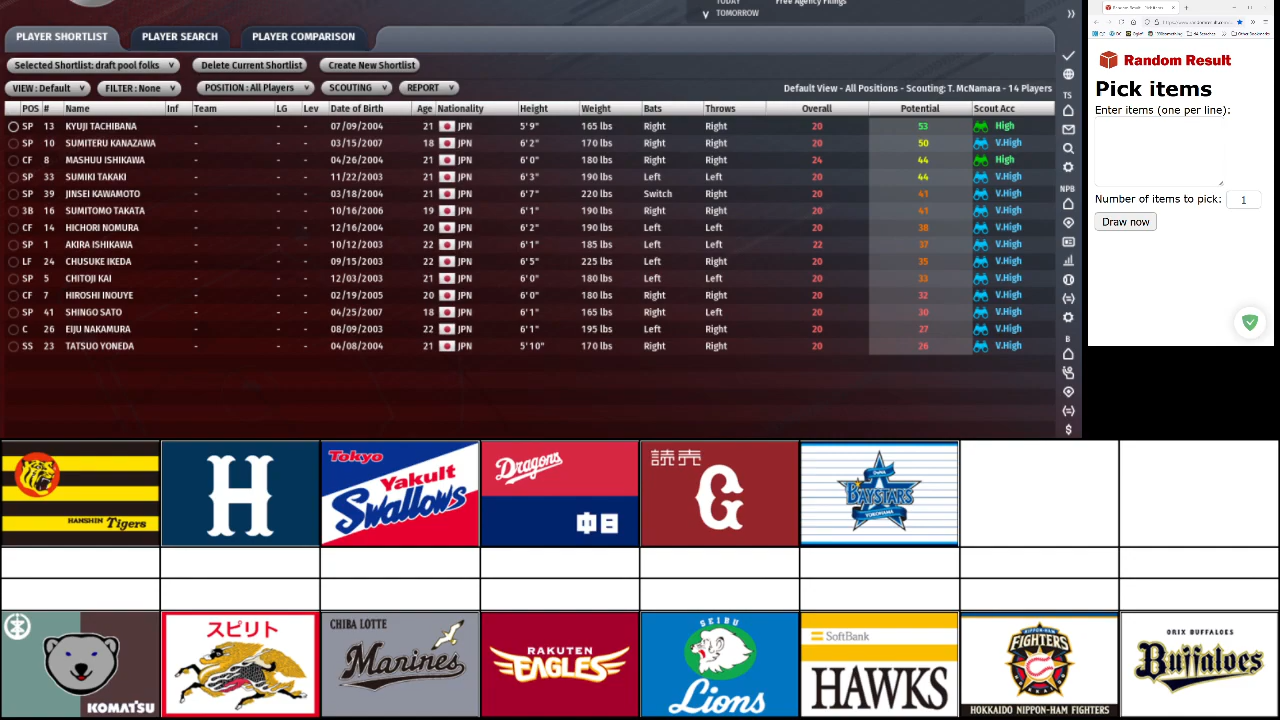 TODAY Free Agency Filings
v TOMORROW
PLAYER SHORTLIST PLAYER SEARCH PLAYER COMPARISON
Selected Shortlist: draft pool folks Delete Current Shortlist Create New Shortlist
VIEW : Default FILTER : None POSITION : All Players SCOUTING REPORT Default View - All Positions - Scouting: T. McNamara - 14 Players
POS # Name Inf Team LG Lev Date of Birth Age Nationality Height Weight Bats Throws Overall Potential Scout Acc
SP 13 KYUJI TACHIBANA - - - 07/09/2004 21 JPN 5'9" 165 lbs Right Right 20 53 High
SP 10 SUMITERU KANAZAWA - - - 03/15/2007 18 JPN 6'2" 170 lbs Right Right 20 50 V.High
CF 8 MASHUU ISHIKAWA - - - 04/26/2004 21 JPN 6'0" 180 lbs Right Right 24 44 High
SP 33 SUMIKI TAKAKI - - - 11/22/2003 21 JPN 6'3" 190 lbs Left Left 20 44 V.High
SP 39 JINSEI KAWAMOTO - - - 03/18/2004 21 JPN 6'7" 220 lbs Switch Right 20 41 V.High
3B 16 SUMITOMO TAKATA - - - 10/16/2006 19 JPN 6'1" 190 lbs Right Right 20 41 V.High
CF 14 HICHORI NOMURA - - - 12/16/2004 20 JPN 6'2" 190 lbs Left Left 20 38 V.High
SP 1 AKIRA ISHIKAWA - - - 10/12/2003 22 JPN 6'1" 185 lbs Left Left 22 37 V.High
LF 24 CHUSUKE IKEDA - - - 09/15/2003 22 JPN 6'5" 225 lbs Left Left 20 35 V.High
SP 5 CHITOJI KAI - - - 12/03/2003 21 JPN 6'0" 180 lbs Left Left 20 33 V.High
CF 7 HIROSHI INOUYE - - - 02/19/2005 20 JPN 6'0" 180 lbs Right Right 20 32 V.High
SP 41 SHINGO SATO - - - 04/25/2007 18 JPN 6'1" 165 lbs Right Left 20 30 V.High
C 26 EIJU NAKAMURA - - - 08/09/2003 22 JPN 6'1" 195 lbs Left Right 20 27 V.High
SS 23 TATSUO YONEDA - - - 04/08/2004 21 JPN 5'10" 170 lbs Right Right 20 26 V.High
TS
NPB
B
$
Random Result - Pick items
Other Bookmarks
Random Result
Pick items
Enter items (one per line):
Number of items to pick: 1
Draw now
HANSHIN Tigers
H
Tokyo Yakult Swallows
Dragons
中日
読売
G
BAYSTARS
YOKOHAMA
KOMATSU
スピリト
CHIBA LOTTE
Marines
RAKUTEN
EAGLES
SEIBU
Lions
SoftBank
HAWKS
NIPPON-HAM
FIGHTERS
HOKKAIDO NIPPON-HAM FIGHTERS
ORIX BUFFALOES
Buffaloes